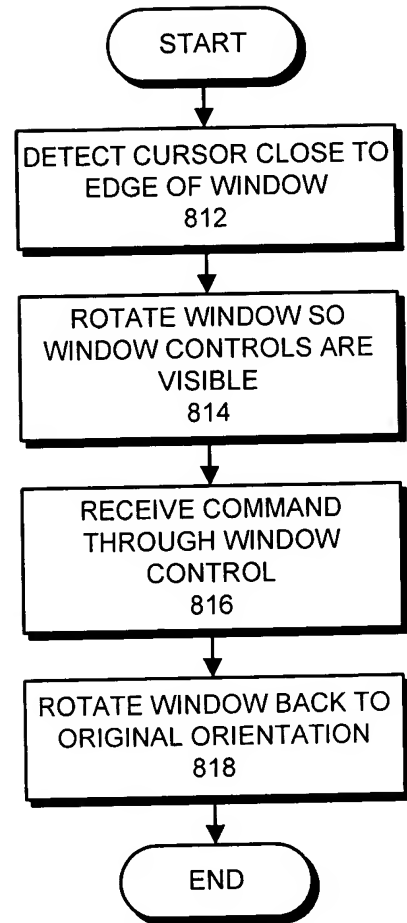 START
DETECT CURSOR CLOSE TO
EDGE OF WINDOW
812
ROTATE WINDOW SO
WINDOW CONTROLS ARE
VISIBLE
814
RECEIVE COMMAND
THROUGH WINDOW
CONTROL
816
ROTATE WINDOW BACK TO
ORIGINAL ORIENTATION
818
END